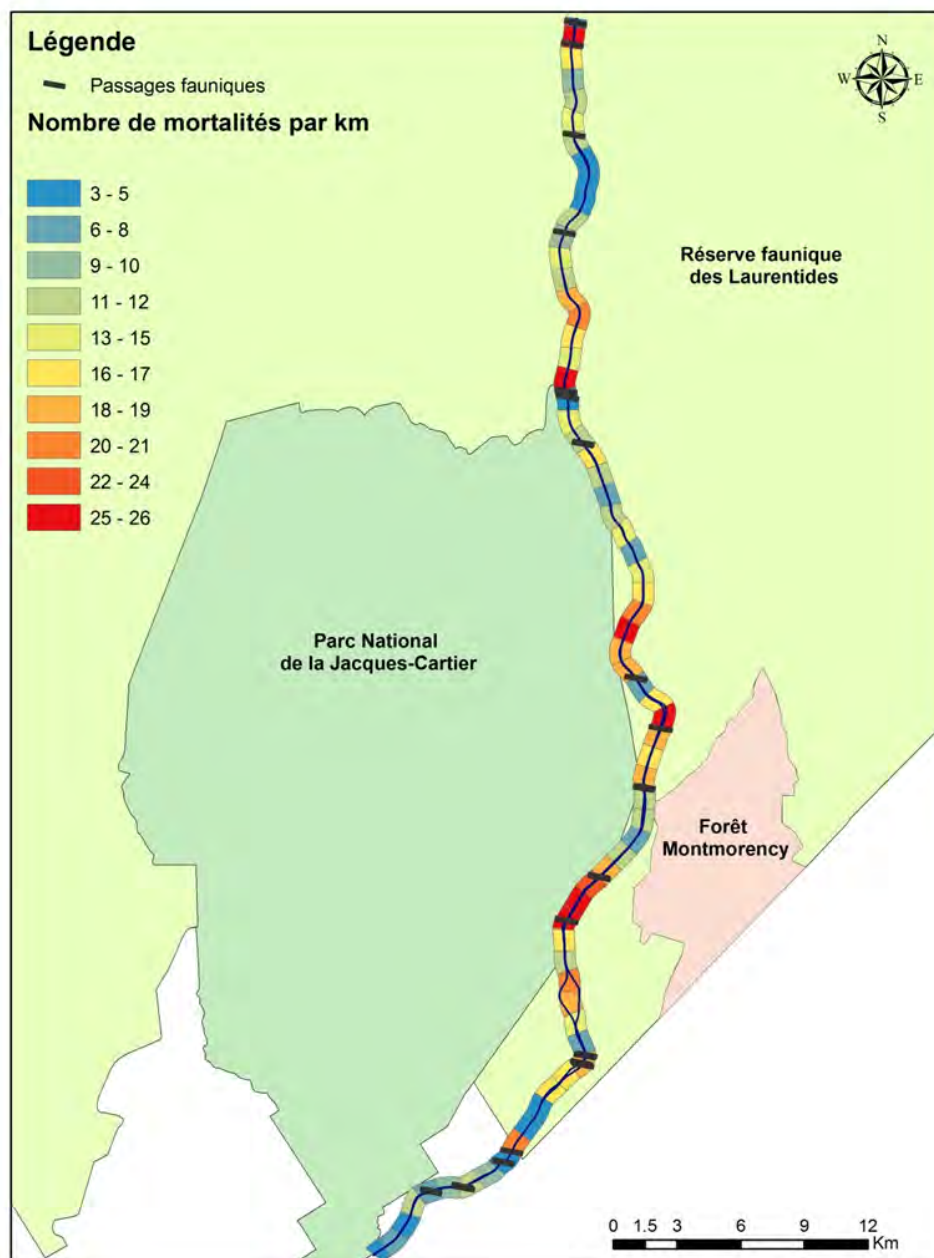 Légende
Passages fauniques
Nombre de mortalités par km
3 - 5
6 - 8
9 - 10
11 - 12
13 - 15
16 - 17
18 - 19
20 - 21
22 - 24
25 - 26
N
W E
S
Réserve faunique
des Laurentides
Parc National
de la Jacques-Cartier
Forêt
Montmorency
0 1.5 3 6 9 12
Km